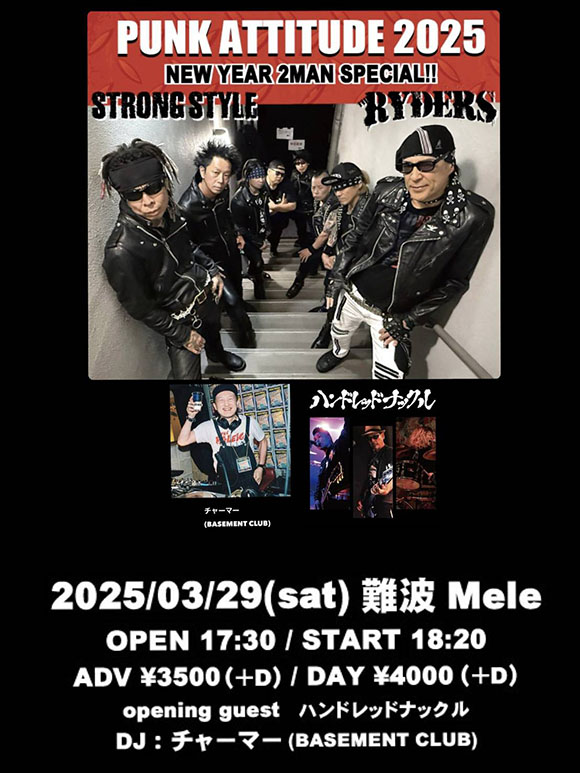 PUNK ATTITUDE 2025
NEW YEAR 2MAN SPECIAL!!
STRONG STYLE
THE RYDERS
ハンドレッドナックル
チャーマー
(BASEMENT CLUB)
2025/03/29(sat) 難波 Mele
OPEN 17:30 / START 18:20
ADV ¥3500(+D) / DAY ¥4000(+D)
opening guest ハンドレッドナックル
DJ : チャーマー (BASEMENT CLUB)